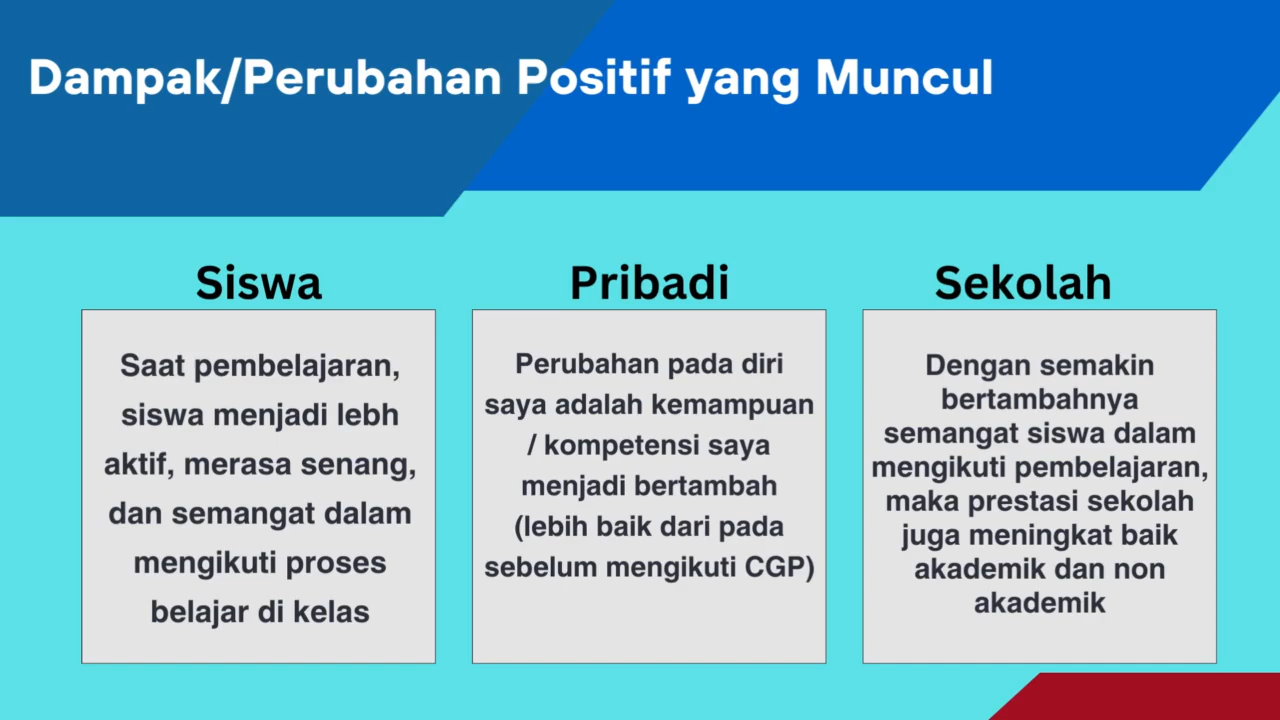 Dampak/Perubahan Positif yang Muncul
Siswa
Saat pembelajaran,
siswa menjadi lebh
aktif, merasa senang,
dan semangat dalam
mengikuti proses
belajar di kelas
Pribadi
Perubahan pada diri
saya adalah kemampuan
/ kompetensi saya
menjadi bertambah
(lebih baik dari pada
sebelum mengikuti CGP)
Sekolah
Dengan semakin
bertambahnya
semangat siswa dalam
mengikuti pembelajaran,
maka prestasi sekolah
juga meningkat baik
akademik dan non
akademik